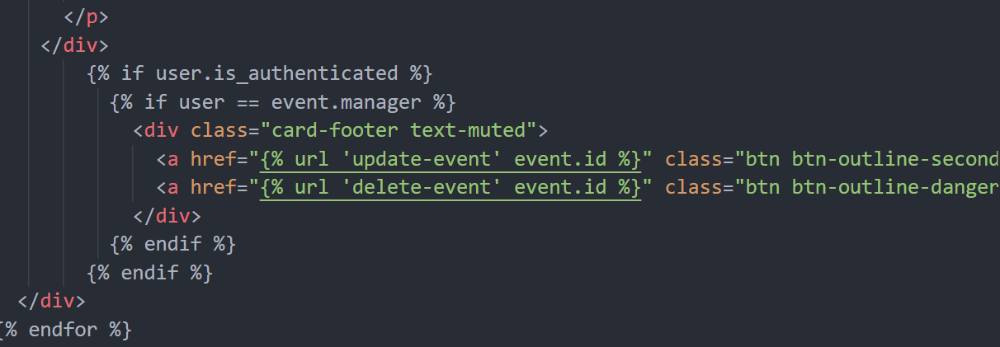 </p>
</div>
{% if user.is_authenticated %}
{% if user == event.manager %}
<div class="card-footer text-muted">
<a href="{% url 'update-event' event.id %}" class="btn btn-outline-second
<a href="{% url 'delete-event' event.id %}" class="btn btn-outline-danger
</div>
{% endif %}
{% endif %}
</div>
{% endfor %}